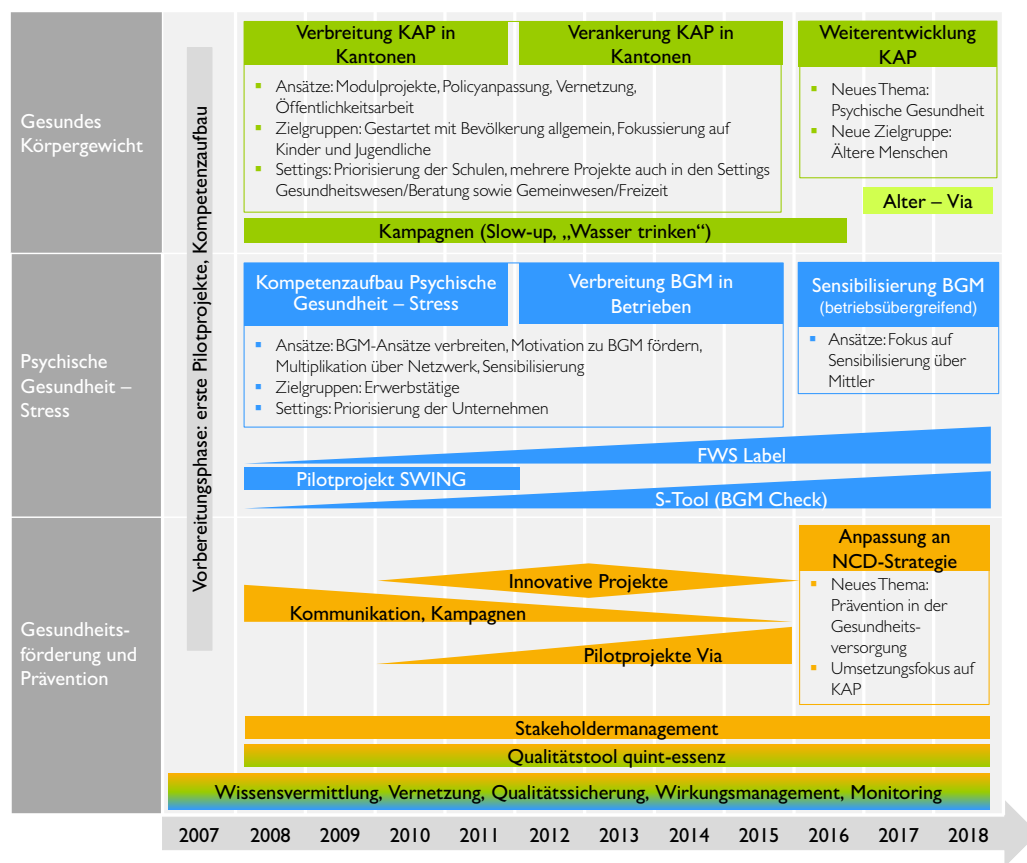 Gesundes
Körpergewicht
Vorbereitungsphase: erste Pilotprojekte, Kompetenzaufbau
Verbreitung KAP in
Kantonen
Verankerung KAP in
Kantonen
Weiterentwicklung
KAP
▪ Ansätze: Modulprojekte, Policyanpassung, Vernetzung,
Öffentlichkeitsarbeit
▪ Zielgruppen: Gestartet mit Bevölkerung allgemein, Fokussierung auf
Kinder und Jugendliche
▪ Settings: Priorisierung der Schulen, mehrere Projekte auch in den Settings
Gesundheitswesen/Beratung sowie Gemeinwesen/Freizeit
▪ Neues Thema:
Psychische Gesundheit
▪ Neue Zielgruppe:
Ältere Menschen
Alter – Via
Kampagnen (Slow-up, „Wasser trinken“)
Psychische
Gesundheit –
Stress
Kompetenzaufbau Psychische
Gesundheit – Stress
Verbreitung BGM in
Betrieben
Sensibilisierung BGM
(betriebsübergreifend)
▪ Ansätze: BGM-Ansätze verbreiten, Motivation zu BGM fördern,
Multiplikation über Netzwerk, Sensibilisierung
▪ Zielgruppen: Erwerbstätige
▪ Settings: Priorisierung der Unternehmen
▪ Ansätze: Fokus auf
Sensibilisierung über
Mittler
FWS Label
Pilotprojekt SWING
S-Tool (BGM Check)
Gesundheits-
förderung und
Prävention
Anpassung an
NCD-Strategie
▪ Neues Thema:
Prävention in der
Gesundheits-
versorgung
▪ Umsetzungsfokus auf
KAP
Innovative Projekte
Kommunikation, Kampagnen
Pilotprojekte Via
Stakeholdermanagement
Qualitätstool quint-essenz
Wissensvermittlung, Vernetzung, Qualitätssicherung, Wirkungsmanagement, Monitoring
2007 2008 2009 2010 2011 2012 2013 2014 2015 2016 2017 2018